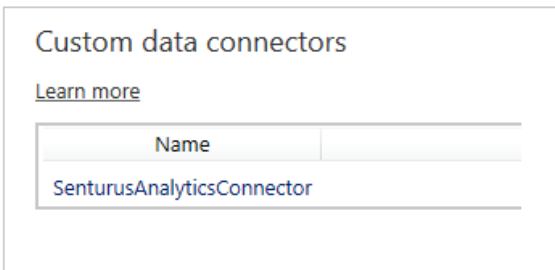 Custom data connectors
Learn more
Name
SenturusAnalyticsConnector